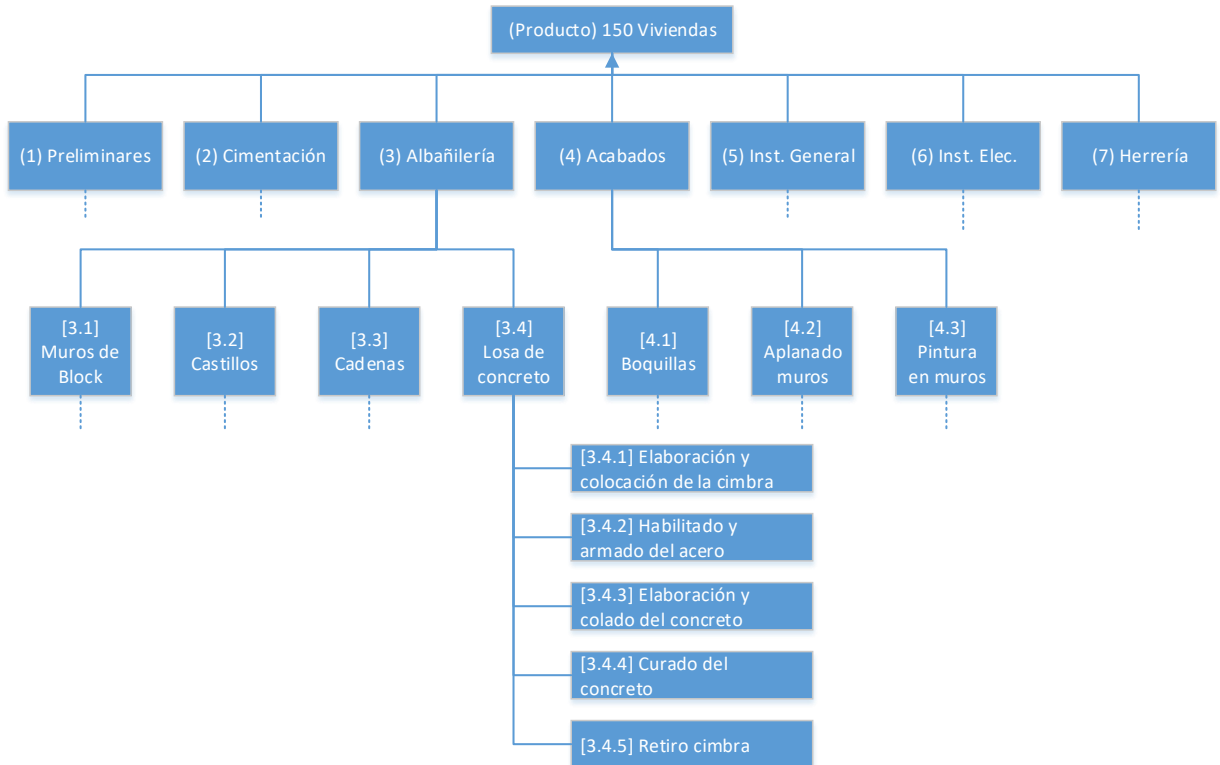 (Producto) 150 Viviendas
(1) Preliminares
(2) Cimentación
(3) Albañilería
(4) Acabados
(5) Inst. General
(6) Inst. Elec.
(7) Herrería
[3.1]
Muros de
Block
[3.2]
Castillos
[3.3]
Cadenas
[3.4]
Losa de
concreto
[4.1]
Boquillas
[4.2]
Aplanado
muros
[4.3]
Pintura
en muros
[3.4.1] Elaboración y
colocación de la cimbra
[3.4.2] Habilitado y
armado del acero
[3.4.3] Elaboración y
colado del concreto
[3.4.4] Curado del
concreto
[3.4.5] Retiro cimbra